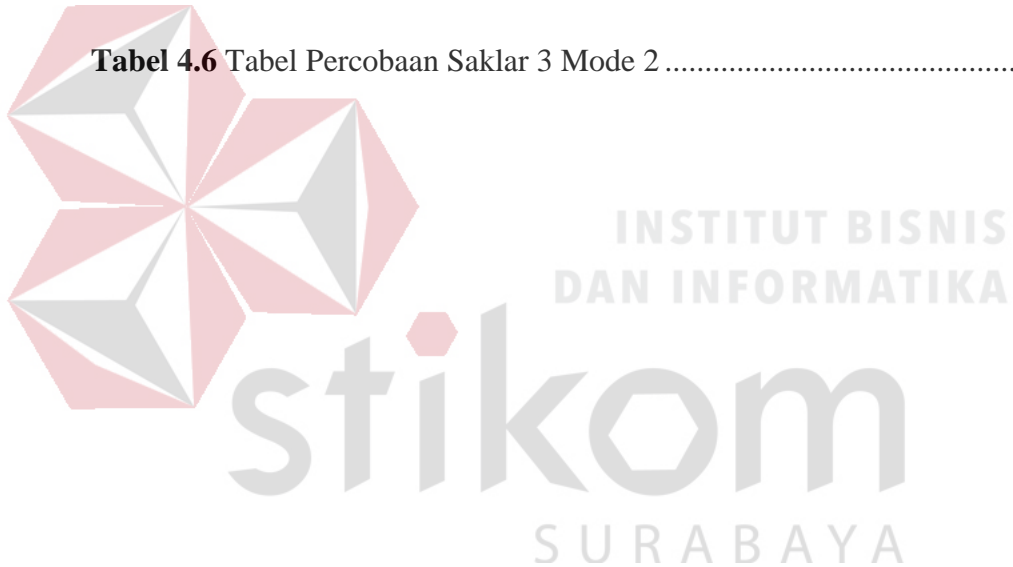 Tabel 4.6 Tabel Percobaan Saklar 3 Mode 2 ............................................
INSTITUT BISNIS
DAN INFORMATIKA
stikom
SURABAYA